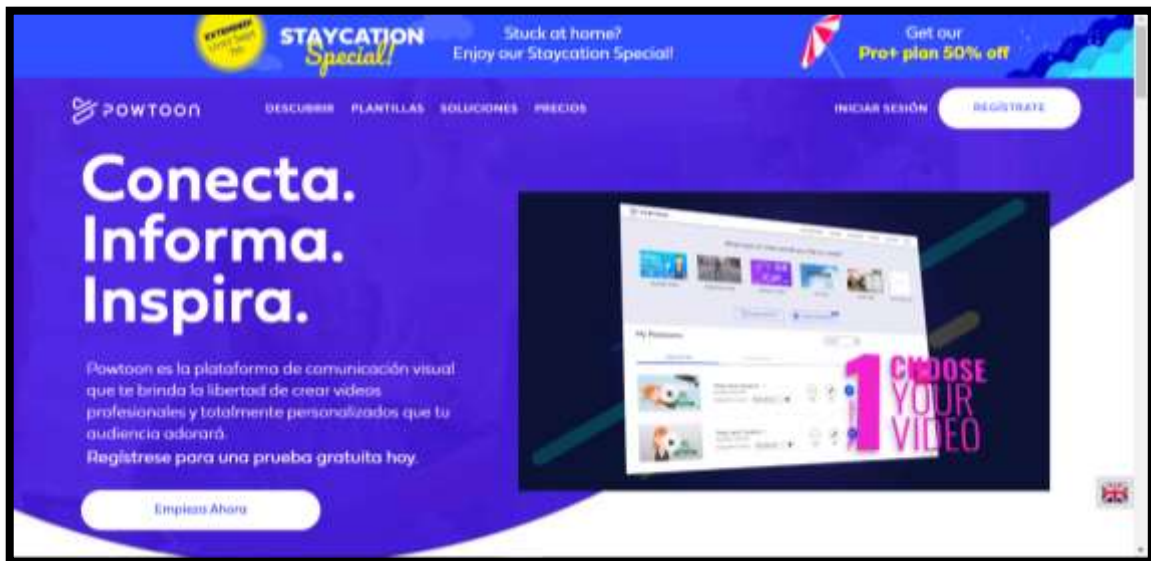 EXTENDED!
STAYCATION
Special!
Stuck at home?
Enjoy our Staycation Special!
Get our
Pro+ plan 50% off
POWTOON
DESCUBRIR PLANTILLAS SOLUCIONES PRECIOS
INICIAR SESIÓN
REGÍSTRATE
Conecta.
Informa.
Inspira.
Powtoon es la plataforma de comunicación visual
que te brinda la libertad de crear videos
profesionales y totalmente personalizados que tu
audiencia adorará.
Regístrese para una prueba gratuita hoy.
Empieza Ahora
My Powtoons
1 CHOOSE
YOUR
VIDEO